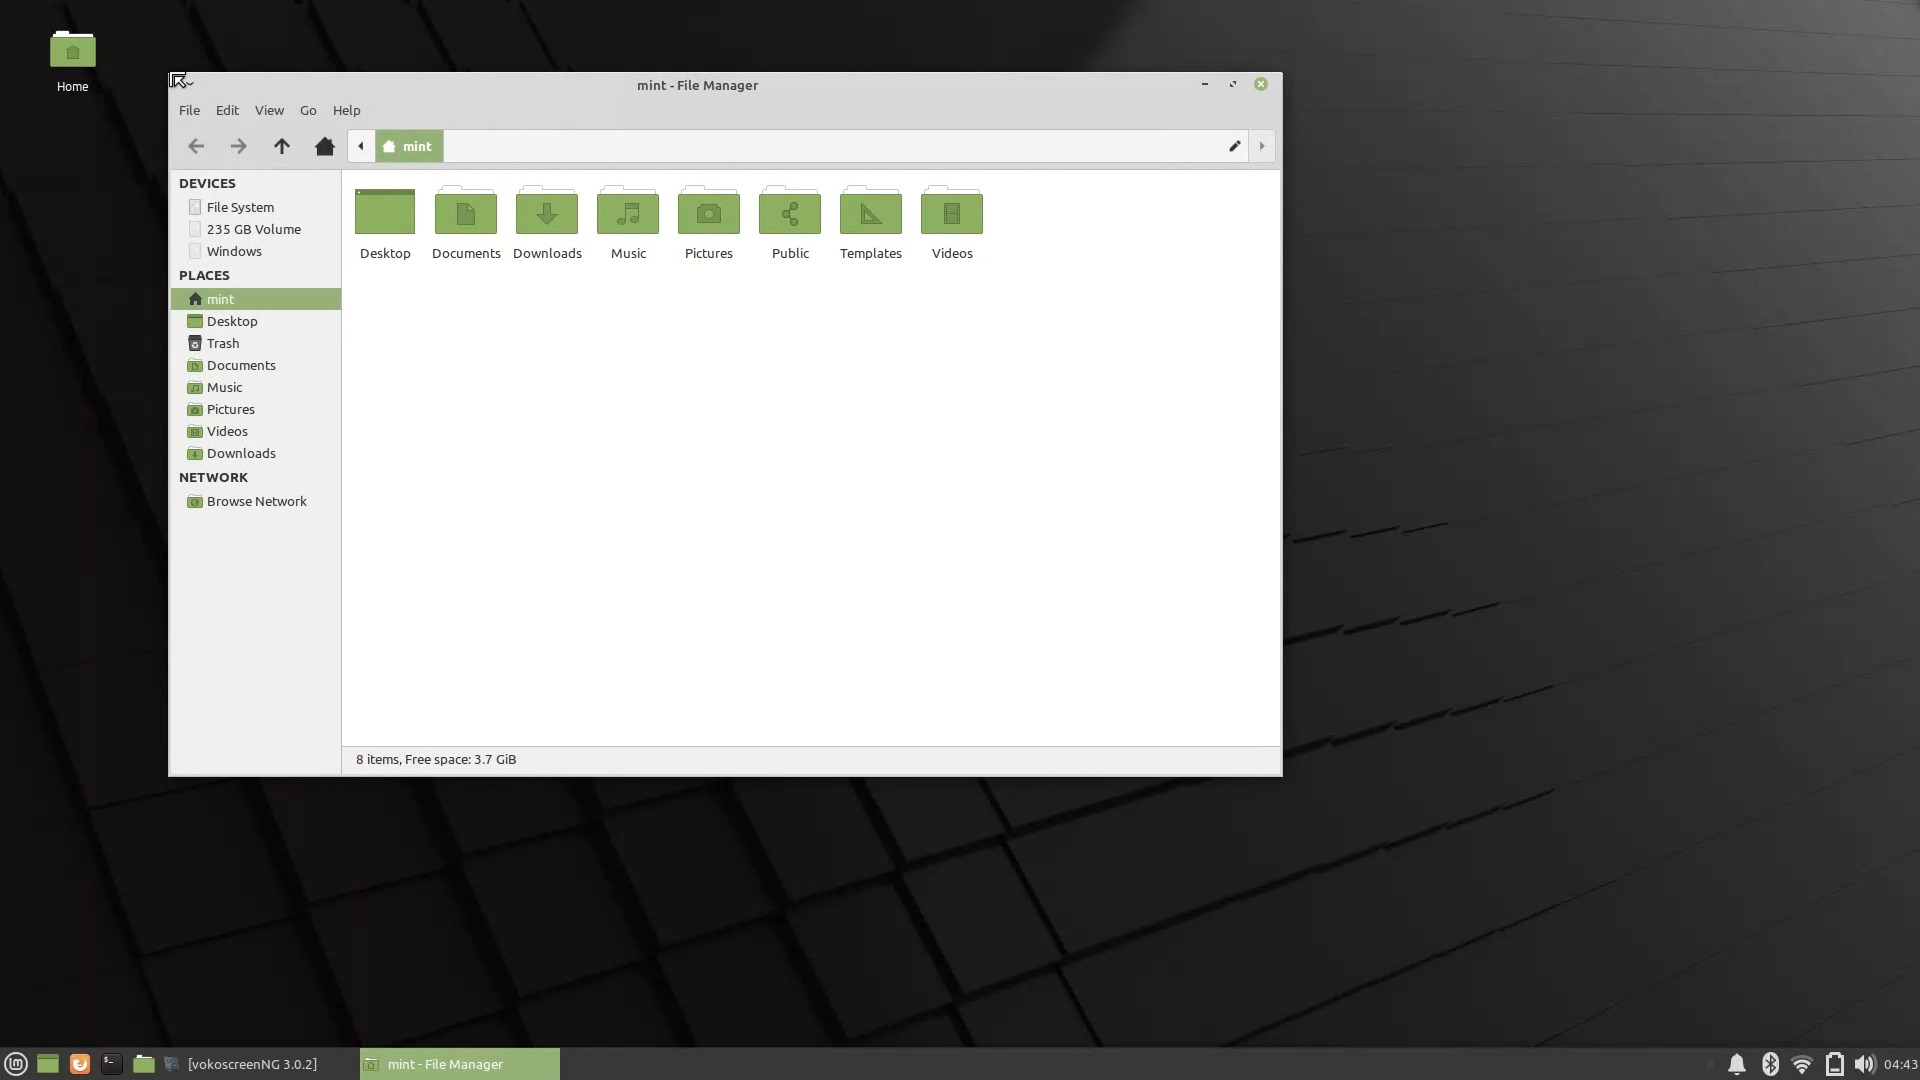 Home
mint - File Manager
File Edit View Go Help
mint
DEVICES
File System
235 GB Volume
Windows
PLACES
mint
Desktop
Trash
Documents
Music
Pictures
Videos
Downloads
NETWORK
Browse Network
Desktop Documents Downloads Music Pictures Public Templates Videos
8 items, Free space: 3.7 GiB
[vokoscreenNG 3.0.2] mint - File Manager 04:43